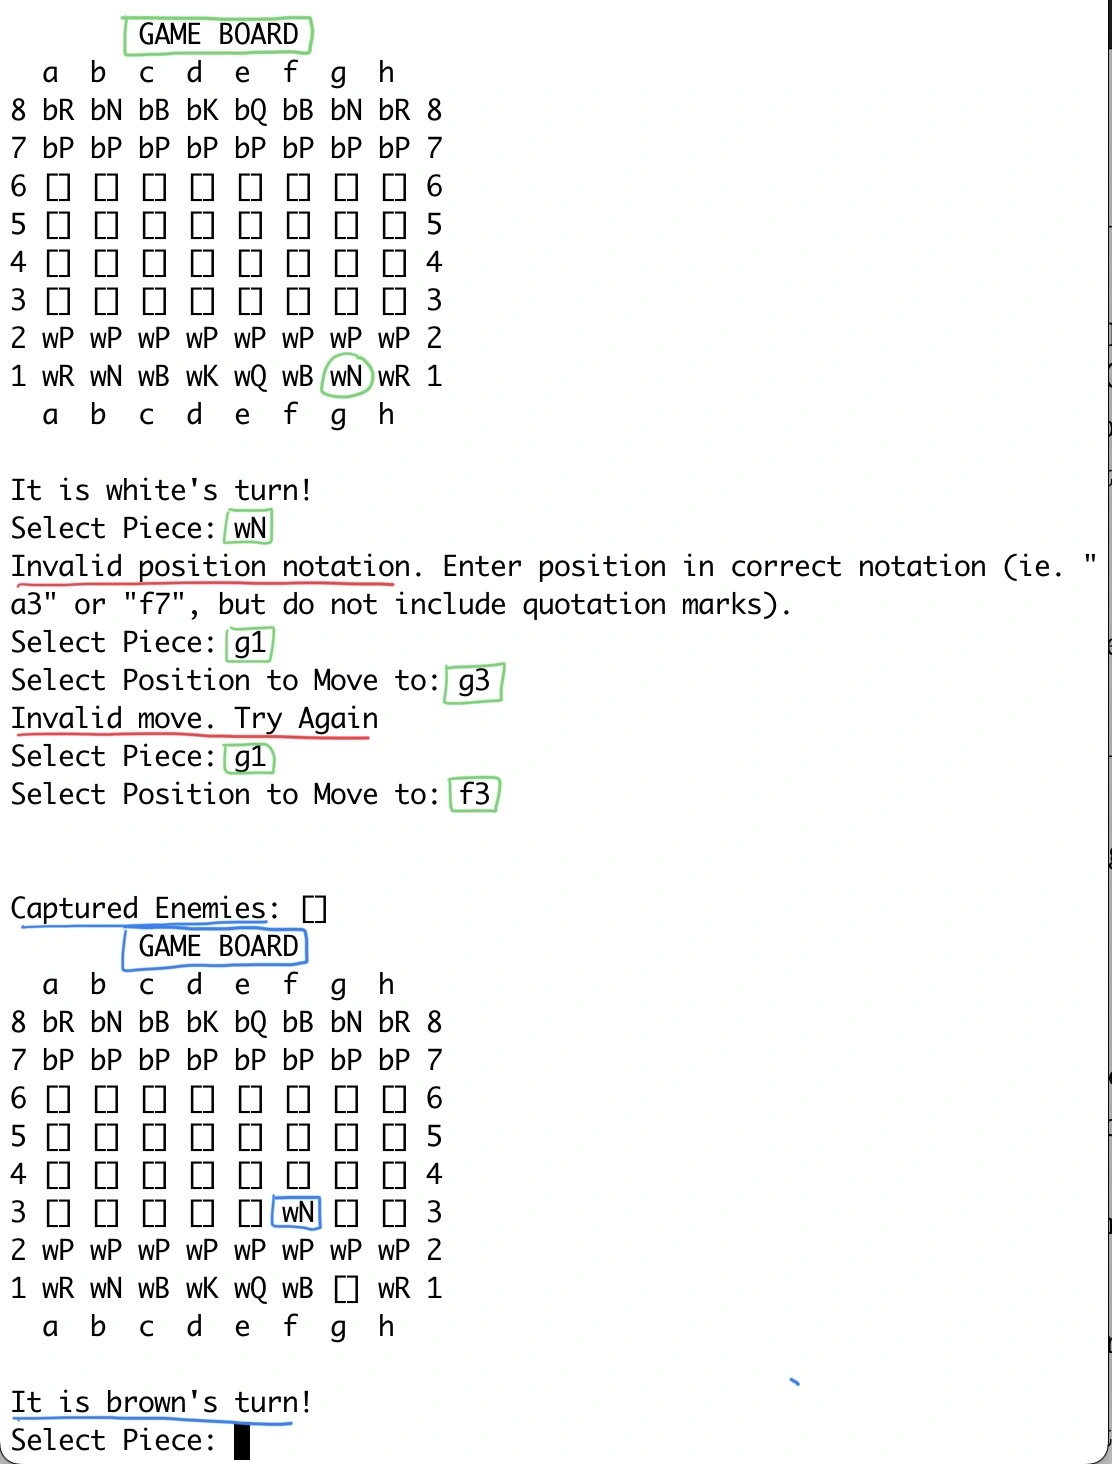 GAME BOARD
a b c d e f g h
8 bR bN bB bK bQ bB bN bR 8
7 bP bP bP bP bP bP bP bP 7
6 [] [] [] [] [] [] [] [] 6
5 [] [] [] [] [] [] [] [] 5
4 [] [] [] [] [] [] [] [] 4
3 [] [] [] [] [] [] [] [] 3
2 wP wP wP wP wP wP wP wP 2
1 wR wN wB wK wQ wB wN wR 1
a b c d e f g h
It is white's turn!
Select Piece: wN
Invalid position notation. Enter position in correct notation (ie. "
a3" or "f7", but do not include quotation marks).
Select Piece: g1
Select Position to Move to: g3
Invalid move. Try Again
Select Piece: g1
Select Position to Move to: f3
Captured Enemies: []
GAME BOARD
a b c d e f g h
8 bR bN bB bK bQ bB bN bR 8
7 bP bP bP bP bP bP bP bP 7
6 [] [] [] [] [] [] [] [] 6
5 [] [] [] [] [] [] [] [] 5
4 [] [] [] [] [] [] [] [] 4
3 [] [] [] [] [] wN [] [] 3
2 wP wP wP wP wP wP wP wP 2
1 wR wN wB wK wQ wB [] wR 1
a b c d e f g h
It is brown's turn!
Select Piece: